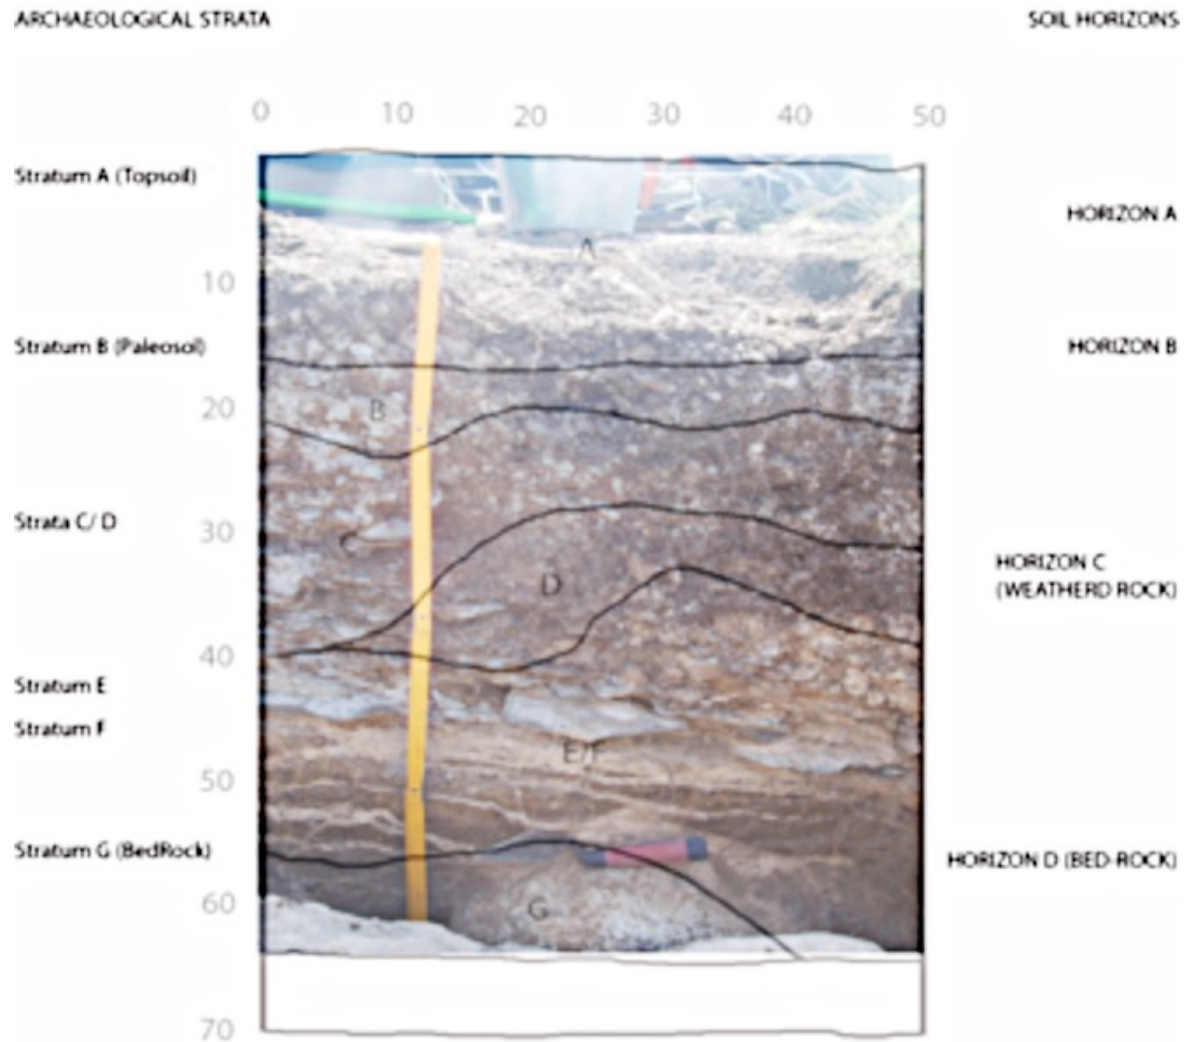 ARCHAEOLOGICAL STRATA
SOIL HORIZONS
0 10 20 30 40 50
Stratum A (Topsoil)
HORIZON A
A
10
Stratum B (Paleosol)
HORIZON B
20
B
Strata C/ D
30
C
HORIZON C
(WEATHERD ROCK)
D
40
Stratum E
Stratum F
E/F
50
Stratum G (BedRock)
HORIZON D (BED-ROCK)
60
G
70